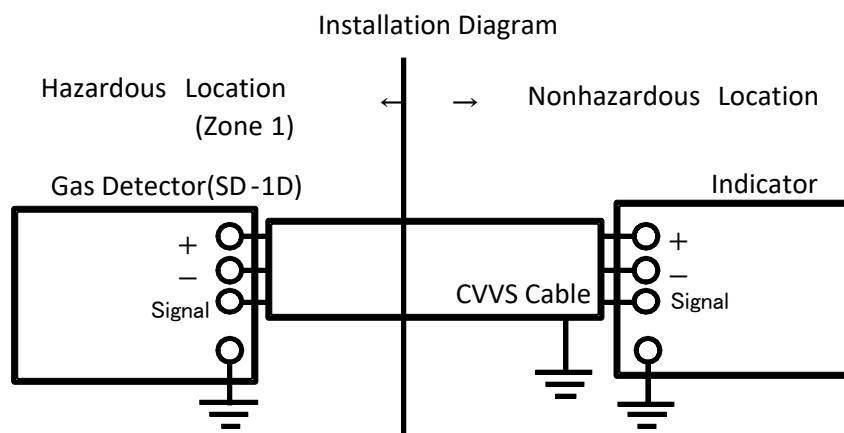 Installation Diagram
Hazardous Location ← → Nonhazardous Location
(Zone 1)
Gas Detector(SD-1D)
Indicator
+
−
Signal
CVVS Cable
+
−
Signal